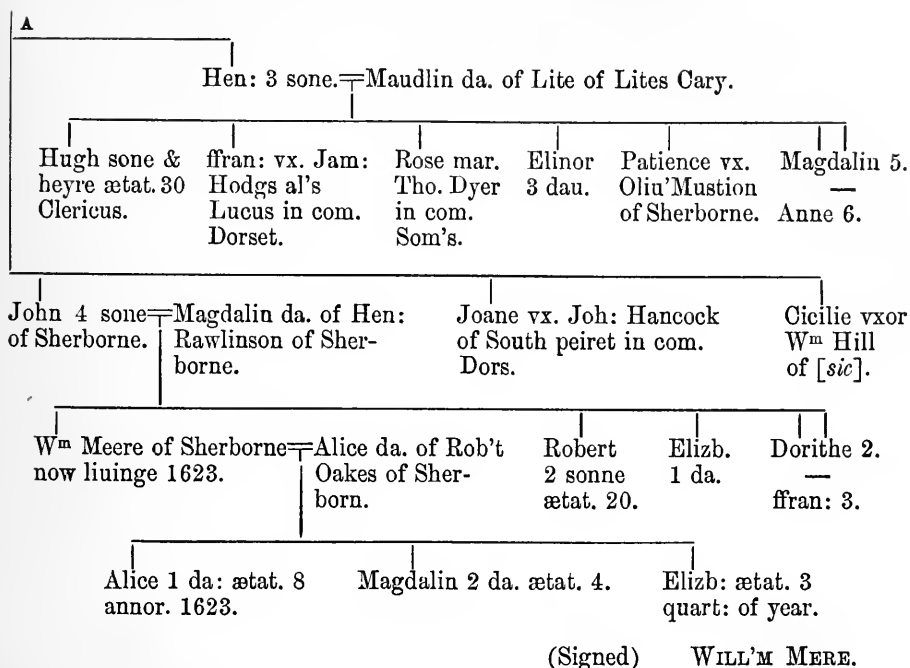 A
Hen: 3 sone. Maudlin da. of Lite of Lites Cary.
Hugh sone &
heyre ætat. 30
Clericus.
ffran: vx. Jam:
Hodgs al's
Lucus in com.
Dorset.
Rose mar.
Tho. Dyer
in com.
Som's.
Elinor
3 dau.
Patience vx.
Oliu'Mustion
of Sherborne.
Magdalin 5.
—
Anne 6.
John 4 sone
of Sherborne.
Magdalin da. of Hen:
Rawlinson of Sher-
borne.
Joane vx. Joh: Hancock
of South peiret in com.
Dors.
Cicilie vxor
Wm Hill
of [sic].
Wm Meere of Sherborne
now liuinge 1623.
Alice da. of Rob't
Oakes of Sher-
born.
Robert
2 sonne
ætat. 20.
Elizb.
1 da.
Dorithe 2.
—
ffran: 3.
Alice 1 da: ætat. 8
annor. 1623.
Magdalin 2 da. ætat. 4.
Elizb: ætat. 3
quart: of year.
(Signed) WILL'M MERE.